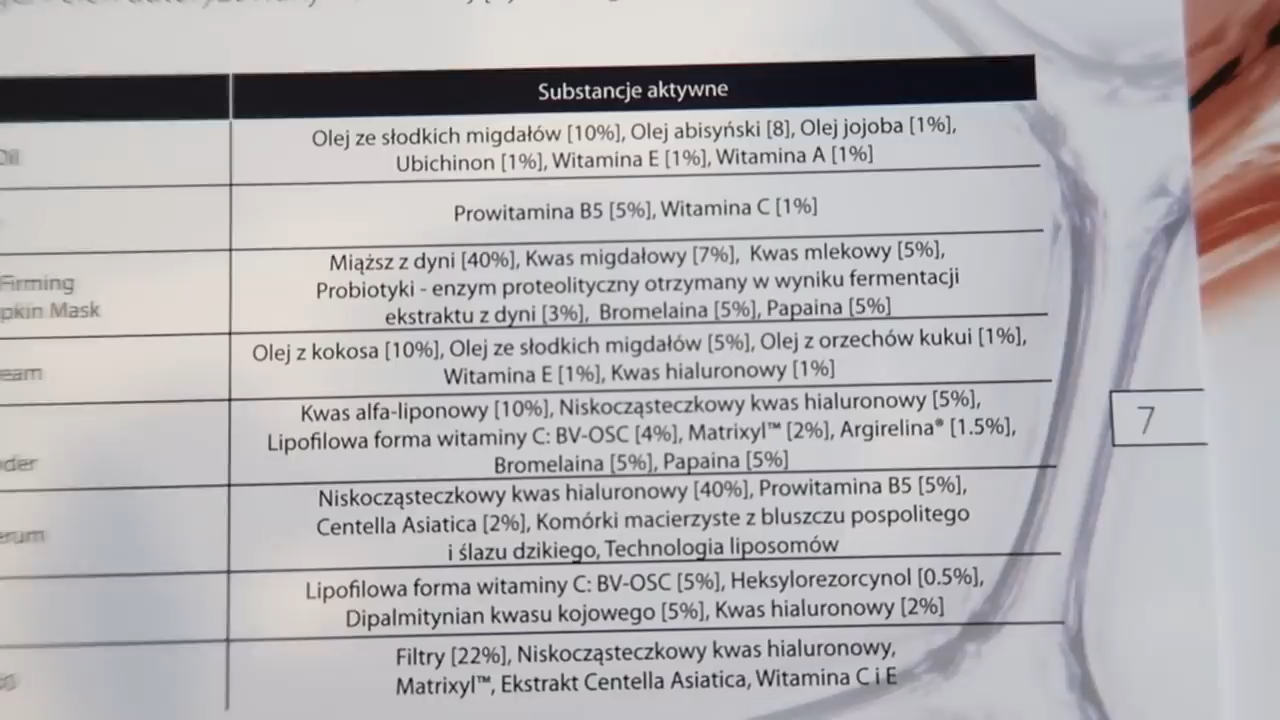 Substancje aktywne
Oil
Olej ze słodkich migdałów [10%], Olej abisyński [8], Olej jojoba [1%],
Ubichinon [1%], Witamina E [1%], Witamina A [1%]
Prowitamina B5 [5%], Witamina C [1%]
Firming
pkin Mask
Miąższ z dyni [40%], Kwas migdałowy [7%], Kwas mlekowy [5%],
Probiotyki - enzym proteolityczny otrzymany w wyniku fermentacji
ekstraktu z dyni [3%], Bromelaina [5%], Papaina [5%]
eam
Olej z kokosa [10%], Olej ze słodkich migdałów [5%], Olej z orzechów kukui [1%],
Witamina E [1%], Kwas hialuronowy [1%]
der
Kwas alfa-liponowy [10%], Niskocząsteczkowy kwas hialuronowy [5%],
Lipofilowa forma witaminy C: BV-OSC [4%], Matrixyl™ [2%], Argirelina® [1.5%],
Bromelaina [5%], Papaina [5%]
7
erum
Niskocząsteczkowy kwas hialuronowy [40%], Prowitamina B5 [5%],
Centella Asiatica [2%], Komórki macierzyste z bluszczu pospolitego
i ślazu dzikiego, Technologia liposomów
Lipofilowa forma witaminy C: BV-OSC [5%], Heksylorezorcynol [0.5%],
Dipalmitynian kwasu kojowego [5%], Kwas hialuronowy [2%]
Filtry [22%], Niskocząsteczkowy kwas hialuronowy,
Matrixyl™, Ekstrakt Centella Asiatica, Witamina C i E